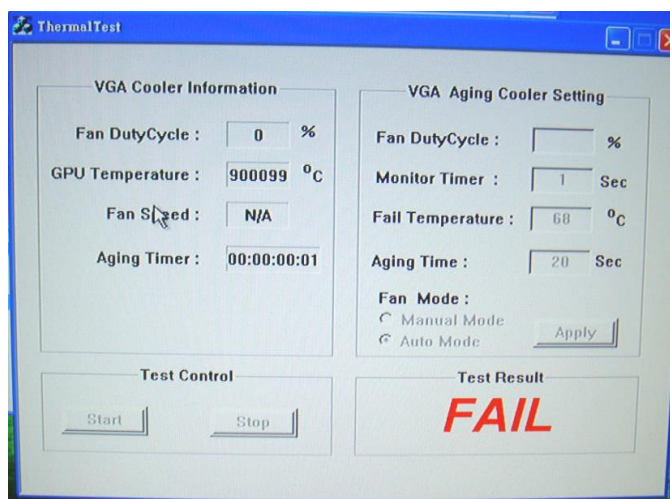 ThermalTest
VGA Cooler Information
Fan DutyCycle : 0 %
GPU Temperature : 900099 °C
Fan Speed : N/A
Aging Timer : 00:00:00:01
VGA Aging Cooler Setting
Fan DutyCycle : %
Monitor Timer : 1 Sec
Fail Temperature : 68 °C
Aging Time : 20 Sec
Fan Mode :
Manual Mode
Auto Mode
Apply
Test Control
Start Stop
Test Result
FAIL